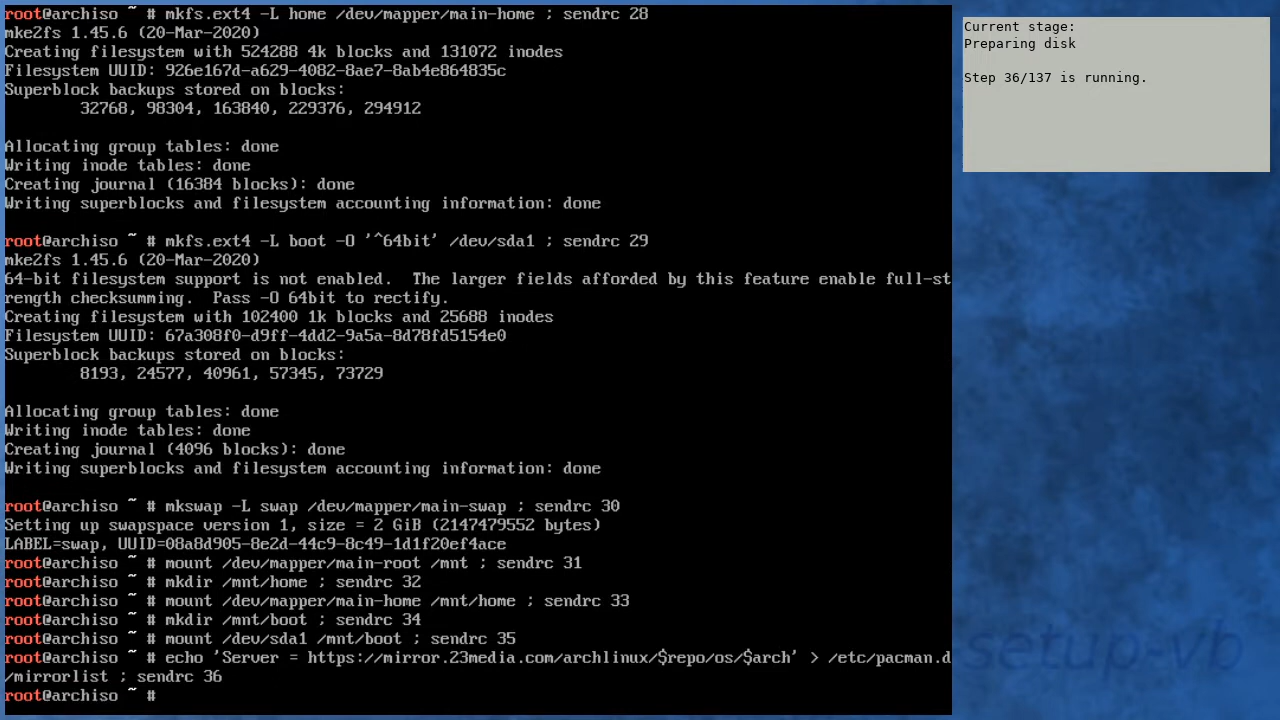 root@archiso ~ # mkfs.ext4 -L home /dev/mapper/main-home ; sendrc 28
mke2fs 1.45.6 (20-Mar-2020)
Creating filesystem with 524288 4k blocks and 131072 inodes
Filesystem UUID: 926e167d-a629-4082-8ae7-8ab4e864835c
Superblock backups stored on blocks:
        32768, 98304, 163840, 229376, 294912

Allocating group tables: done
Writing inode tables: done
Creating journal (16384 blocks): done
Writing superblocks and filesystem accounting information: done

root@archiso ~ # mkfs.ext4 -L boot -O '^64bit' /dev/sda1 ; sendrc 29
mke2fs 1.45.6 (20-Mar-2020)
64-bit filesystem support is not enabled.  The larger fields afforded by this feature enable full-st
rength checksumming.  Pass -O 64bit to rectify.
Creating filesystem with 102400 1k blocks and 25688 inodes
Filesystem UUID: 67a308f0-d9ff-4dd2-9a5a-8d78fd5154e0
Superblock backups stored on blocks:
        8193, 24577, 40961, 57345, 73729

Allocating group tables: done
Writing inode tables: done
Creating journal (4096 blocks): done
Writing superblocks and filesystem accounting information: done

root@archiso ~ # mkswap -L swap /dev/mapper/main-swap ; sendrc 30
Setting up swapspace version 1, size = 2 GiB (2147479552 bytes)
LABEL=swap, UUID=08a8d905-8e2d-44c9-8c49-1d1f20ef4ace
root@archiso ~ # mount /dev/mapper/main-root /mnt ; sendrc 31
root@archiso ~ # mkdir /mnt/home ; sendrc 32
root@archiso ~ # mount /dev/mapper/main-home /mnt/home ; sendrc 33
root@archiso ~ # mkdir /mnt/boot ; sendrc 34
root@archiso ~ # mount /dev/sda1 /mnt/boot ; sendrc 35
root@archiso ~ # echo 'Server = https://mirror.23media.com/archlinux/$repo/os/$arch' > /etc/pacman.d
/mirrorlist ; sendrc 36
root@archiso ~ #
Current stage:
Preparing disk

Step 36/137 is running.
setup-vb